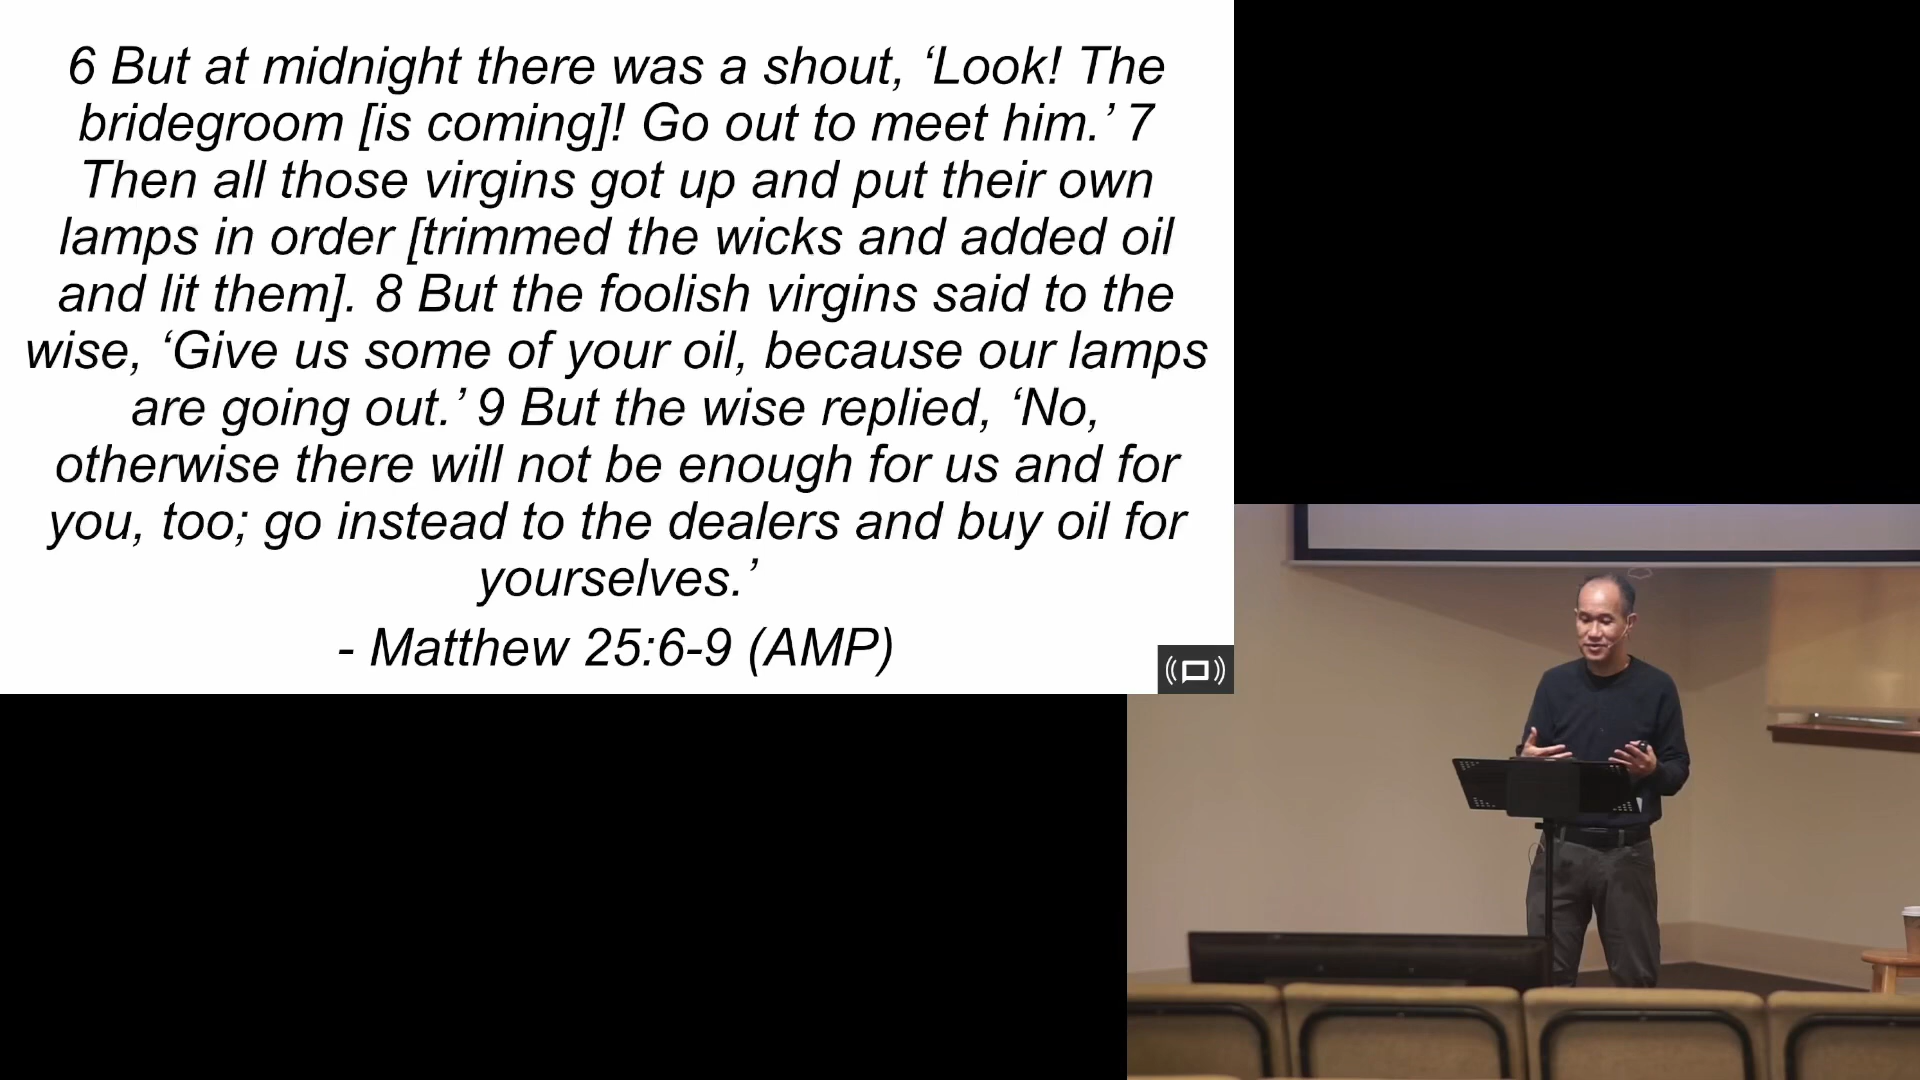 6 But at midnight there was a shout, ‘Look! The
bridegroom [is coming]! Go out to meet him.’ 7
Then all those virgins got up and put their own
lamps in order [trimmed the wicks and added oil
and lit them]. 8 But the foolish virgins said to the
wise, ‘Give us some of your oil, because our lamps
are going out.’ 9 But the wise replied, ‘No,
otherwise there will not be enough for us and for
you, too; go instead to the dealers and buy oil for
yourselves.’
- Matthew 25:6-9 (AMP)